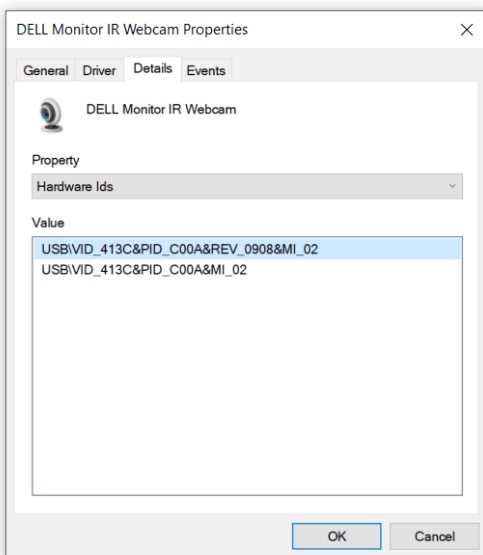 DELL Monitor IR Webcam Properties
General Driver Details Events
DELL Monitor IR Webcam
Property
Hardware Ids
Value
USB\VID_413C&PID_C00A&REV_0908&MI_02
USB\VID_413C&PID_C00A&MI_02
OK Cancel